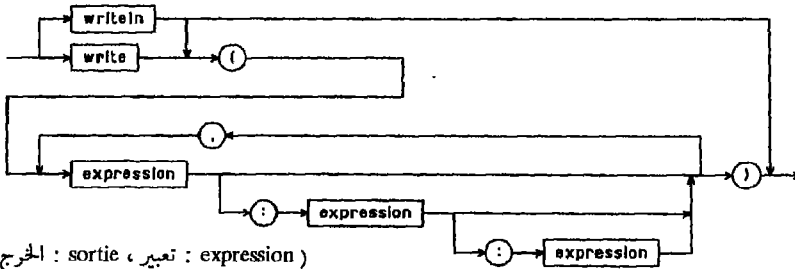 writeln
write (
,
expression )
: expression
: expression
( expression : تعبير ، sortie : الخرج